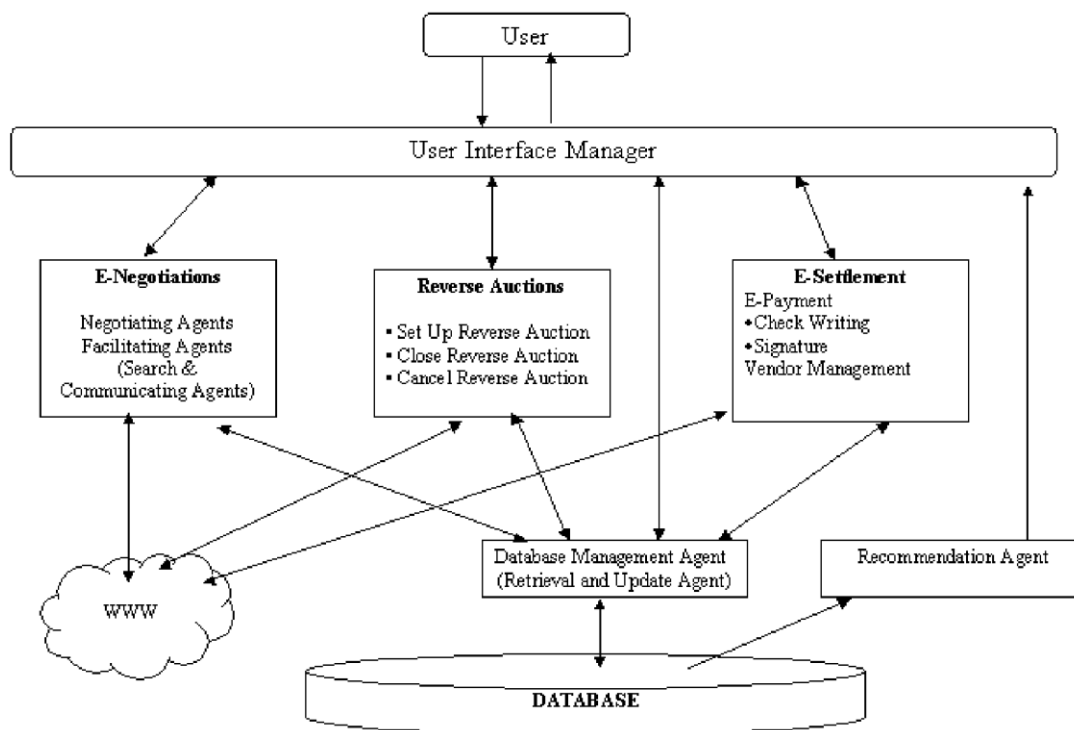 User
User Interface Manager
E-Negotiations
Negotiating Agents
Facilitating Agents
(Search &
Communicating Agents)
Reverse Auctions
▪ Set Up Reverse Auction
▪ Close Reverse Auction
▪ Cancel Reverse Auction
E-Settlement
E-Payment
•Check Writing
•Signature
Vendor Management
WWW
Database Management Agent
(Retrieval and Update Agent)
Recommendation Agent
DATABASE